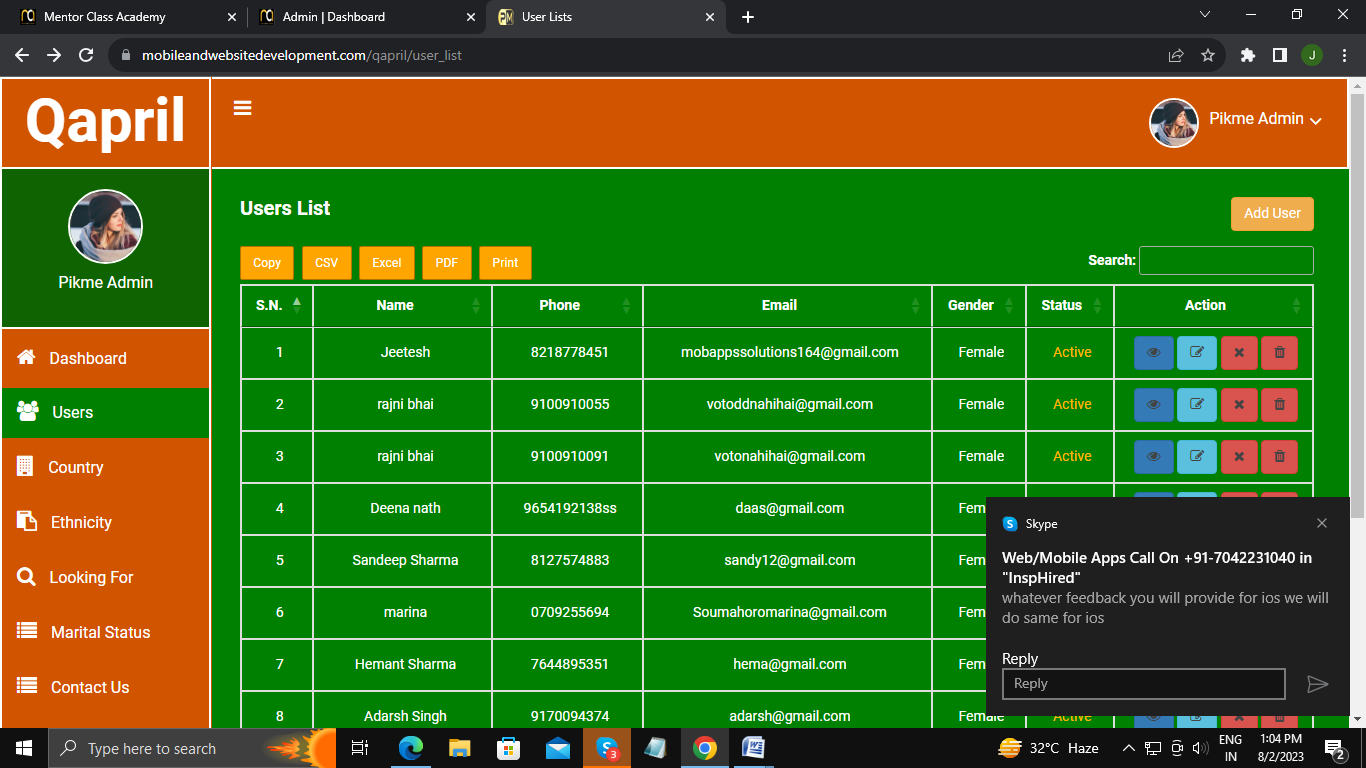 Mentor Class Academy
Admin | Dashboard
User Lists
mobileandwebsitedevelopment.com/qapril/user_list
J
Qapril
Pikme Admin
Pikme Admin
Dashboard
Users
Country
Ethnicity
Looking For
Marital Status
Contact Us
Users List
Add User
Copy CSV Excel PDF Print
Search:
S.N. Name Phone Email Gender Status Action
1 Jeetesh 8218778451 mobappssolutions164@gmail.com Female Active
2 rajni bhai 9100910055 votoddnahihai@gmail.com Female Active
3 rajni bhai 9100910091 votonahihai@gmail.com Female Active
4 Deena nath 9654192138ss daas@gmail.com Fem
5 Sandeep Sharma 8127574883 sandy12@gmail.com Fem
6 marina 0709255694 Soumahoromarina@gmail.com Fem
7 Hemant Sharma 7644895351 hema@gmail.com Fem
8 Adarsh Singh 9170094374 adarsh@gmail.com Female Active
Skype
Web/Mobile Apps Call On +91-7042231040 in
"InspHired"
whatever feedback you will provide for ios we will
do same for ios
Reply
Reply
Type here to search
3
32°C Haze
ENG
IN
1:04 PM
8/2/2023
2